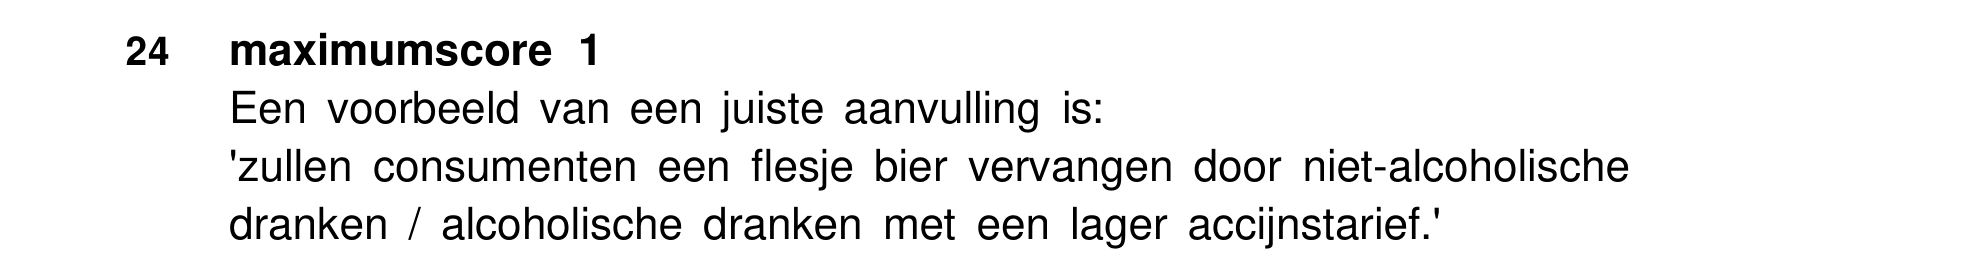 24 maximumscore 1
Een voorbeeld van een juiste aanvulling is:
'zullen consumenten een flesje bier vervangen door niet-alcoholische
dranken / alcoholische dranken met een lager accijnstarief.'